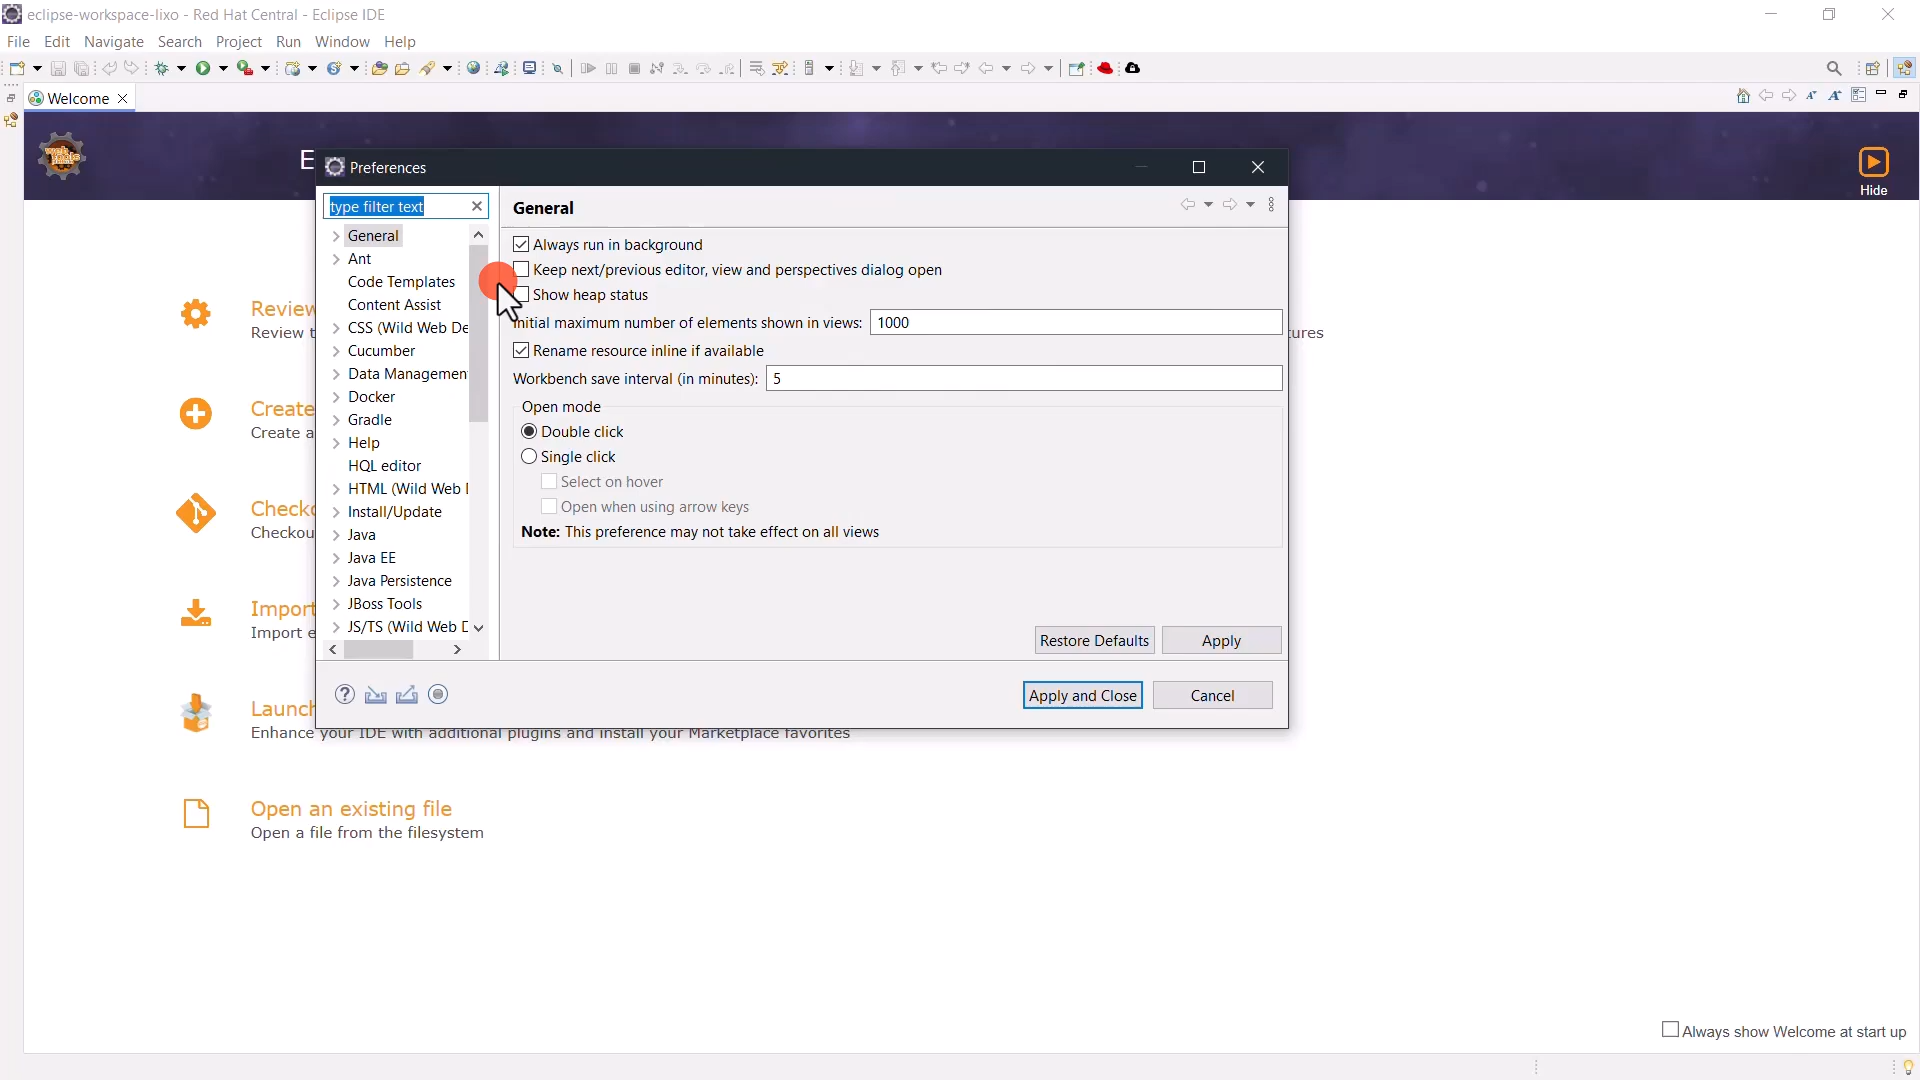 eclipse-workspace-lixo - Red Hat Central - Eclipse IDE
File Edit Navigate Search Project Run Window Help
Welcome
E
Hide
Preferences
type filter text
General
General
Ant
Code Templates
Content Assist
CSS (Wild Web De
Cucumber
Data Managemen
Docker
Gradle
Help
HQL editor
HTML (Wild Web
Install/Update
Java
Java EE
Java Persistence
JBoss Tools
JS/TS (Wild Web D
Always run in background
Keep next/previous editor, view and perspectives dialog open
Show heap status
Initial maximum number of elements shown in views: 1000
Rename resource inline if available
Workbench save interval (in minutes): 5
Open mode
Double click
Single click
Select on hover
Open when using arrow keys
Note: This preference may not take effect on all views
Restore Defaults Apply
Apply and Close Cancel
Review
Review t
ures
Create
Create a
Checko
Checkou
Import
Import e
Launch
Enhance your IDE with additional plugins and install your Marketplace favorites
Open an existing file
Open a file from the filesystem
Always show Welcome at start up